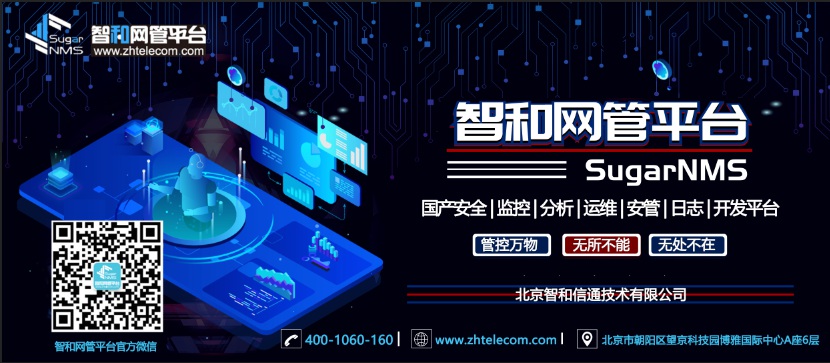 Sugar
NMS
智和网管平台
www.zhtelecom.com
智和网管平台
SugarNMS
国产安全|监控|分析|运维|安管|日志|开发平台
管控万物 无所不能 无处不在
北京智和信通技术有限公司
智和网管平台官方微信
400-1060-160 | www.zhtelecom.com | 北京市朝阳区望京科技园博雅国际中心A座6层